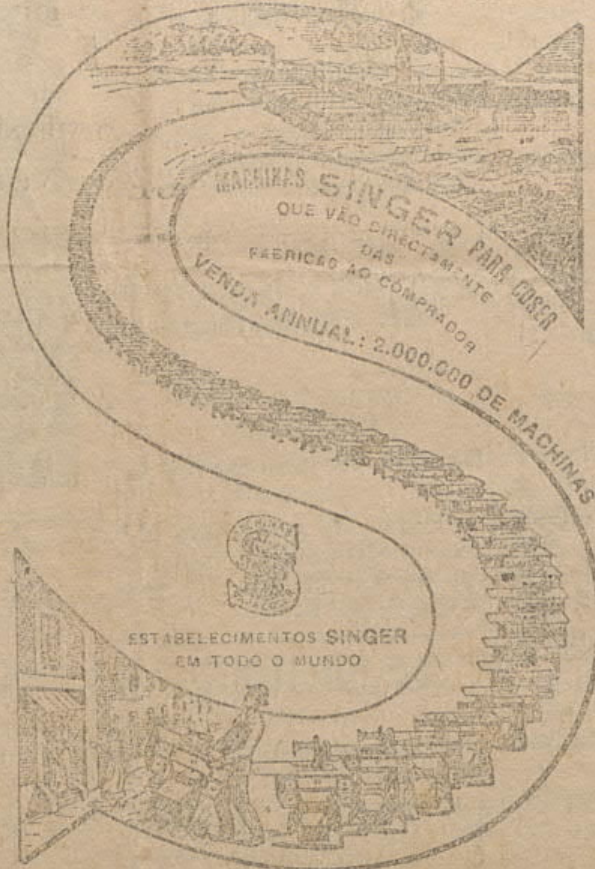 MACHINAS SINGER PARA COSER
QUE VÃO DIRECTAMENTE
DAS
FABRICAS AO COMPRADOR
VENDA ANNUAL: 2.000.000 DE MACHINAS
S
ESTABELECIMENTOS SINGER
EM TODO O MUNDO